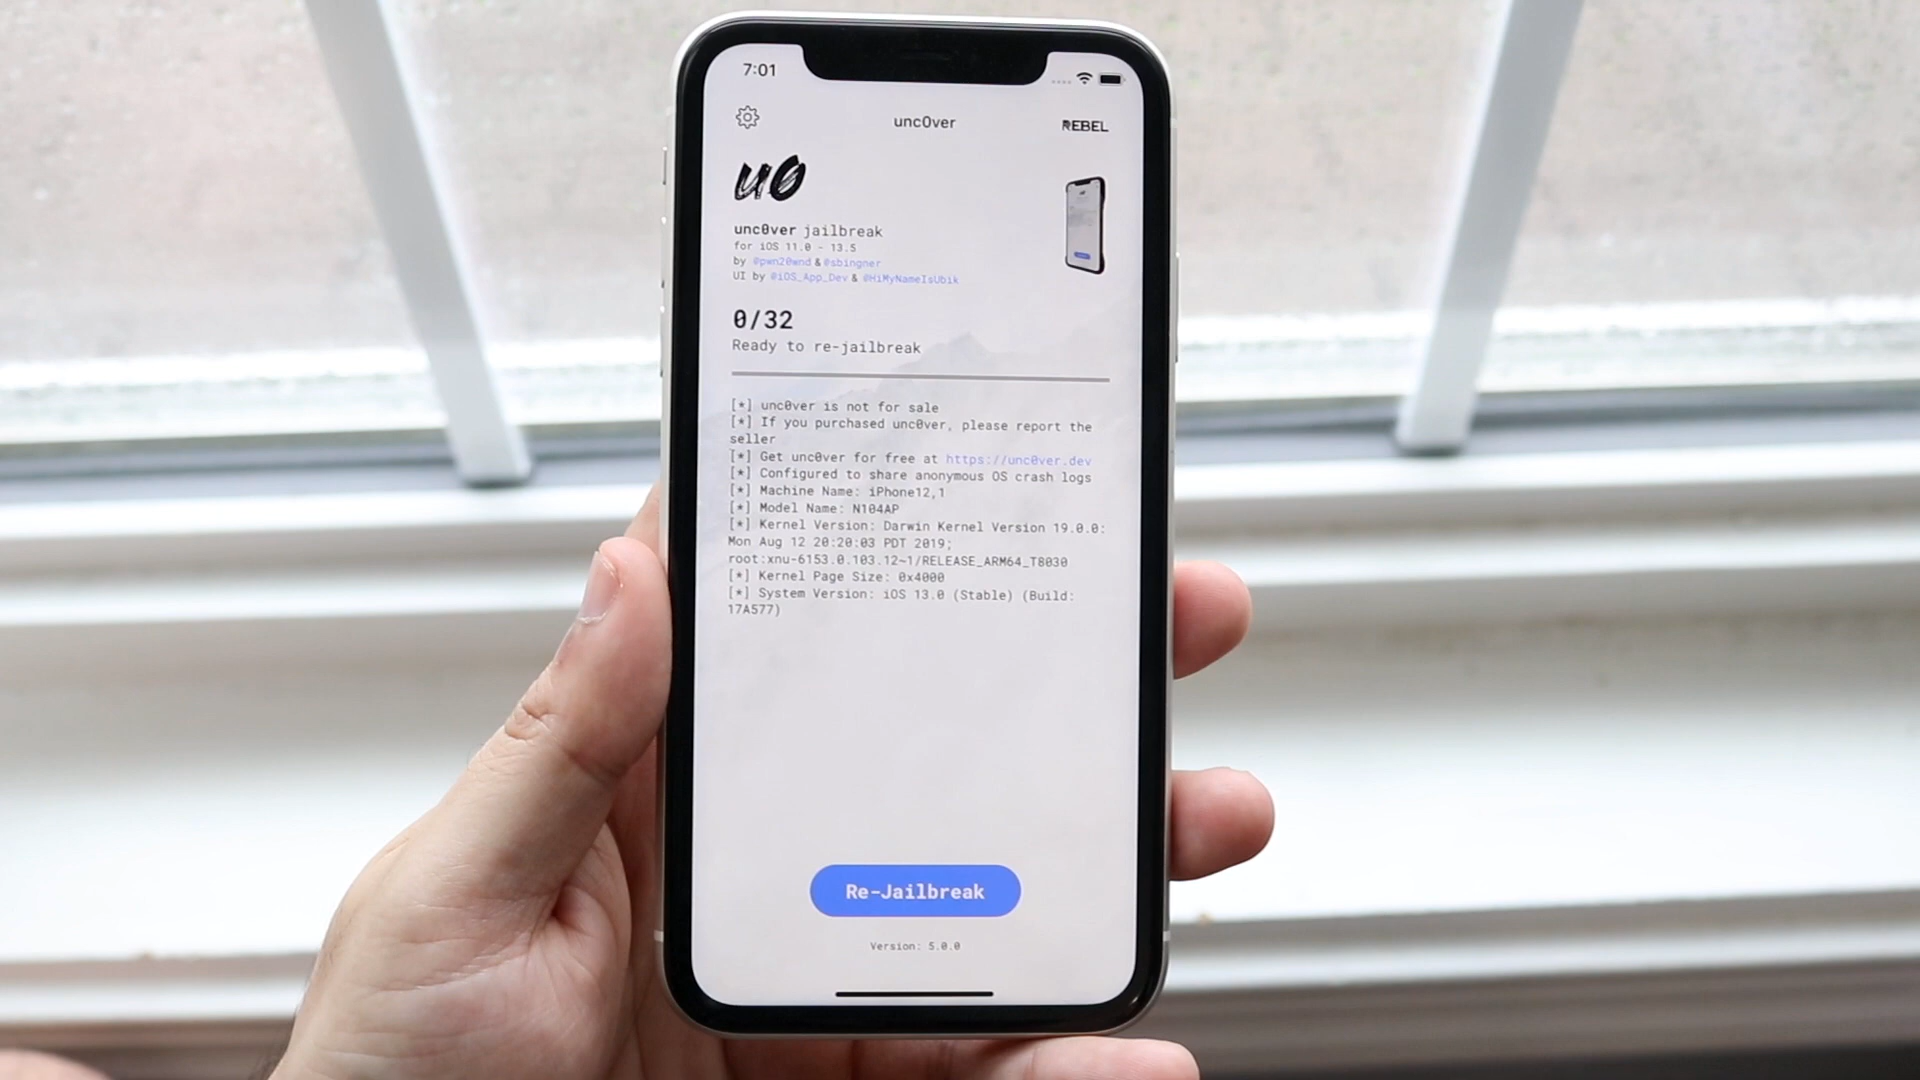 7:01
unc0ver
REBEL
u0
unc0ver jailbreak
for iOS 11.0 - 13.5
by @pwn20wnd & @sbingner
UI by @iOS_App_Dev & @HiMyNameIsUbik
0/32
Ready to re-jailbreak
[*] unc0ver is not for sale
[*] If you purchased unc0ver, please report the
seller
[*] Get unc0ver for free at https://unc0ver.dev
[*] Configured to share anonymous OS crash logs
[*] Machine Name: iPhone12,1
[*] Model Name: N104AP
[*] Kernel Version: Darwin Kernel Version 19.0.0:
Mon Aug 12 20:20:03 PDT 2019;
root:xnu-6153.0.103.12~1/RELEASE_ARM64_T8030
[*] Kernel Page Size: 0x4000
[*] System Version: iOS 13.0 (Stable) (Build:
17A577)
Re-Jailbreak
Version: 5.0.0